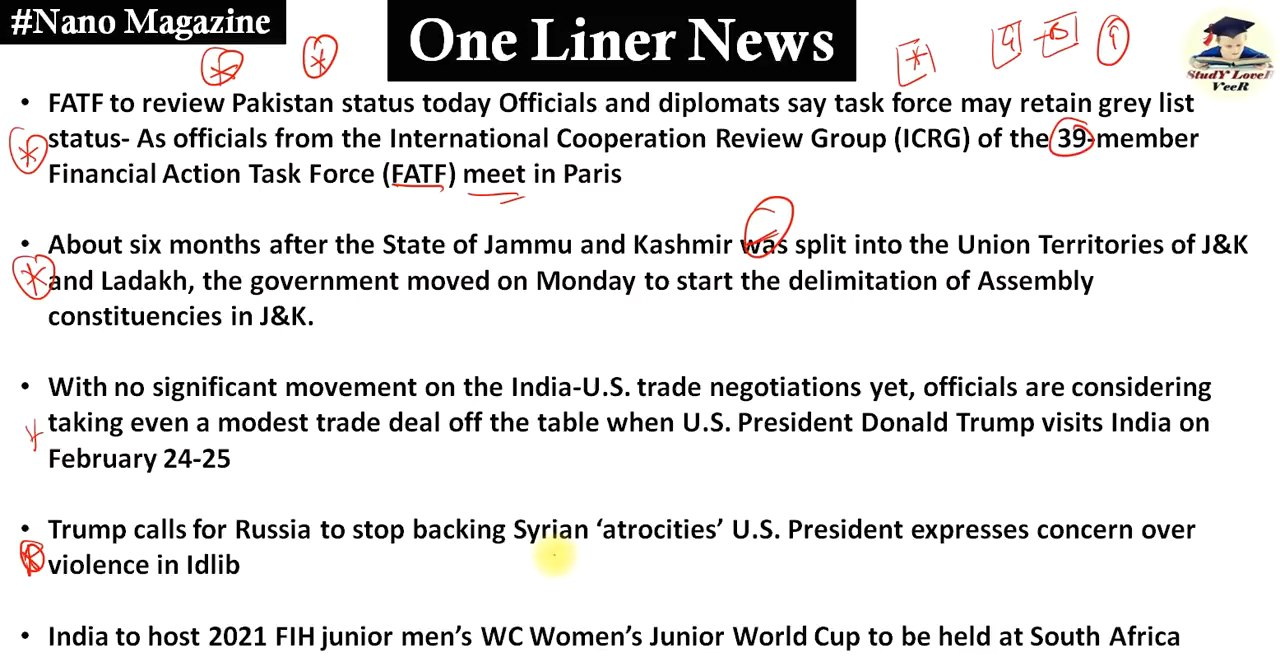 #Nano Magazine
One Liner News
StudY LoveR
VeeR
• FATF to review Pakistan status today Officials and diplomats say task force may retain grey list
status- As officials from the International Cooperation Review Group (ICRG) of the 39-member
Financial Action Task Force (FATF) meet in Paris
• About six months after the State of Jammu and Kashmir was split into the Union Territories of J&K
and Ladakh, the government moved on Monday to start the delimitation of Assembly
constituencies in J&K.
• With no significant movement on the India-U.S. trade negotiations yet, officials are considering
taking even a modest trade deal off the table when U.S. President Donald Trump visits India on
February 24-25
• Trump calls for Russia to stop backing Syrian ‘atrocities’ U.S. President expresses concern over
violence in Idlib
• India to host 2021 FIH junior men’s WC Women’s Junior World Cup to be held at South Africa